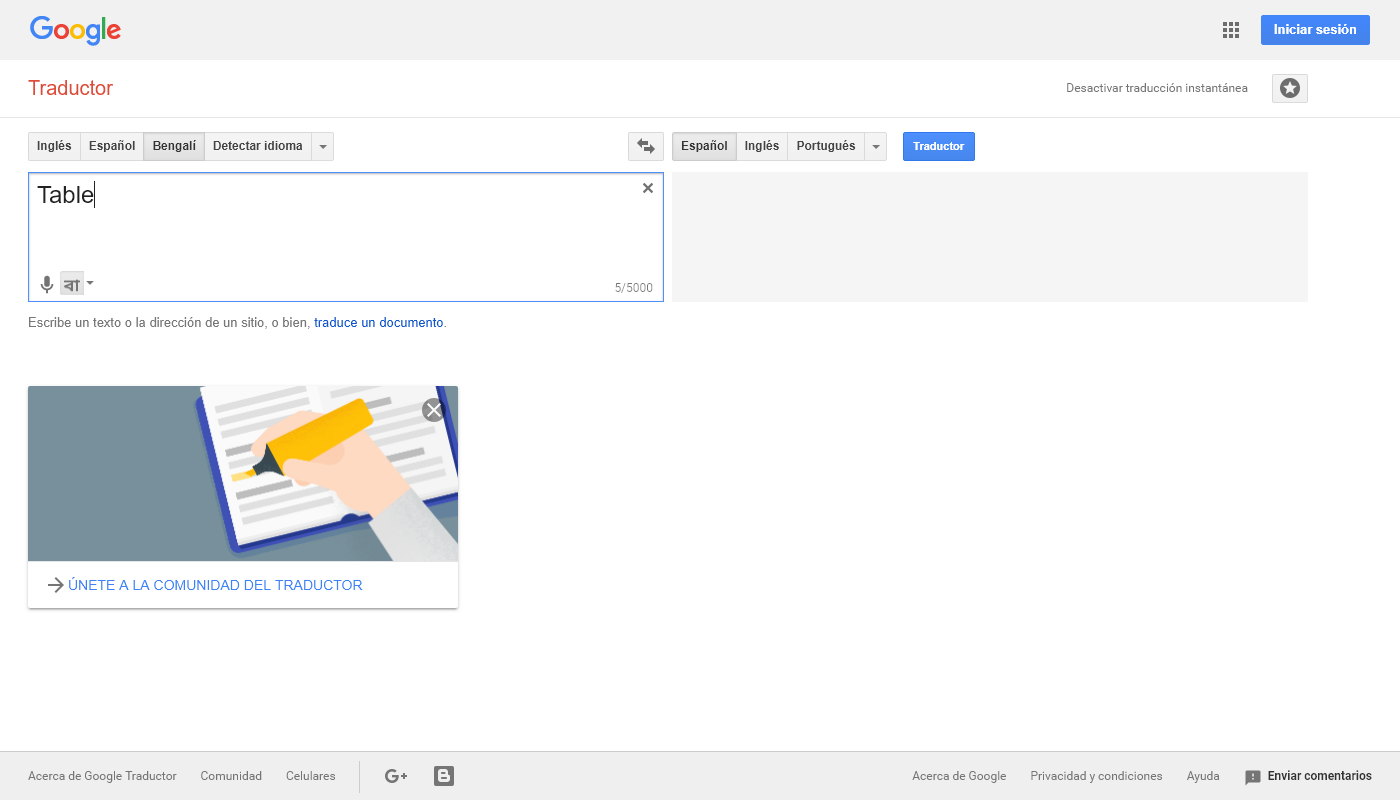 Google
Iniciar sesión
Traductor
Desactivar traducción instantánea
Inglés Español Bengalí Detectar idioma
Español Inglés Portugués
Traductor
Table
বা
5/5000
Escribe un texto o la dirección de un sitio, o bien, traduce un documento.
ÚNETE A LA COMUNIDAD DEL TRADUCTOR
Acerca de Google Traductor Comunidad Celulares G+ Acerca de Google Privacidad y condiciones Ayuda Enviar comentarios